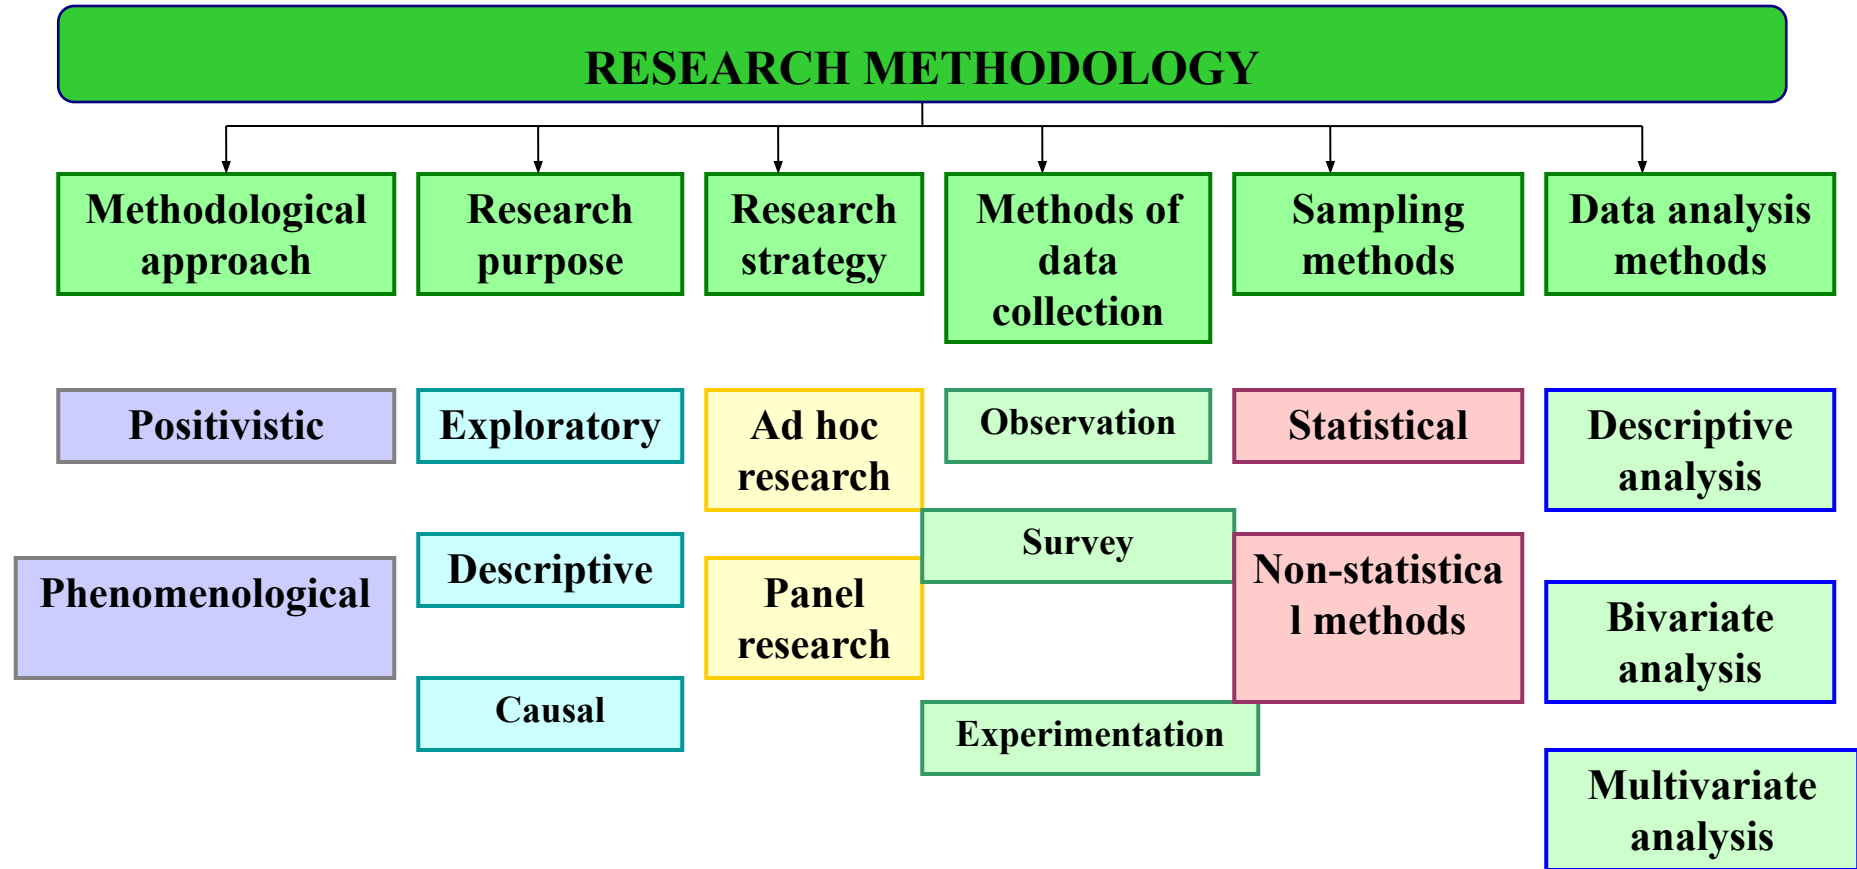 RESEARCH METHODOLOGY
Methodological
approach
Research
purpose
Research
strategy
Methods of
data
collection
Sampling
methods
Data analysis
methods
Positivistic
Phenomenological
Exploratory
Descriptive
Causal
Ad hoc
research
Panel
research
Observation
Survey
Experimentation
Statistical
Non-statistica
l methods
Descriptive
analysis
Bivariate
analysis
Multivariate
analysis